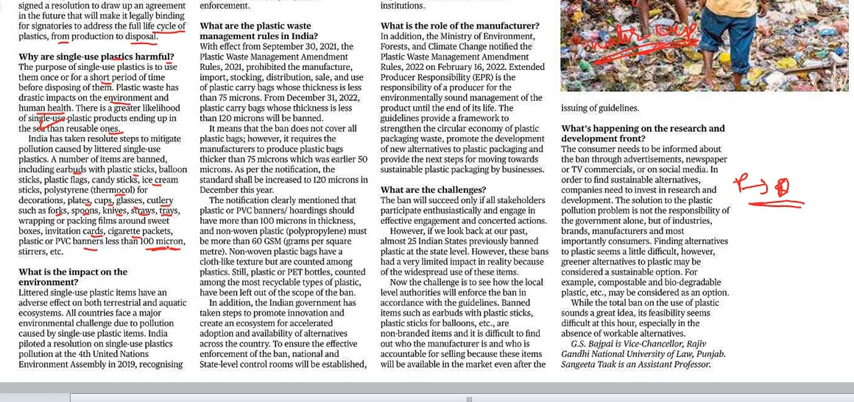 signed a resolution to draw up an agreement
in the future that will make it legally binding
for signatories to address the full life cycle of
plastics, from production to disposal.
Why are single-use plastics harmful?
The purpose of single-use plastics is to use
them once or for a short period of time
before disposing of them. Plastic waste has
drastic impacts on the environment and
human health. There is a greater likelihood
of single-use plastic products ending up in
the sea than reusable ones.
India has taken resolute steps to mitigate
pollution caused by littered single-use
plastics. A number of items are banned,
including earbuds with plastic sticks, balloon
sticks, plastic flags, candy sticks, ice cream
sticks, polystyrene (thermocol) for
decorations, plates, cups, glasses, cutlery
such as forks, spoons, knives, straws, trays,
wrapping or packing films around sweet
boxes, invitation cards, cigarette packets,
plastic or PVC banners less than 100 micron,
stirrers, etc.
What is the impact on the
environment?
Littered single-use plastic items have an
adverse effect on both terrestrial and aquatic
ecosystems. All countries face a major
environmental challenge due to pollution
caused by single-use plastic items. India
piloted a resolution on single-use plastics
pollution at the 4th United Nations
Environment Assembly in 2019, recognising
enforcement.
What are the plastic waste
management rules in India?
With effect from September 30, 2021, the
Plastic Waste Management Amendment
Rules, 2021, prohibited the manufacture,
import, stocking, distribution, sale, and use
of plastic carry bags whose thickness is less
than 75 microns. From December 31, 2022,
plastic carry bags whose thickness is less
than 120 microns will be banned.
It means that the ban does not cover all
plastic bags; however, it requires the
manufacturers to produce plastic bags
thicker than 75 microns which was earlier 50
microns. As per the notification, the
standard shall be increased to 120 microns in
December this year.
The notification clearly mentioned that
plastic or PVC banners/ hoardings should
have more than 100 microns in thickness,
and non-woven plastic (polypropylene) must
be more than 60 GSM (grams per square
metre). Non-woven plastic bags have a
cloth-like texture but are counted among
plastics. Still, plastic or PET bottles, counted
among the most recyclable types of plastic,
have been left out of the scope of the ban.
In addition, the Indian government has
taken steps to promote innovation and
create an ecosystem for accelerated
adoption and availability of alternatives
across the country. To ensure the effective
enforcement of the ban, national and
State-level control rooms will be established,
institutions.
What is the role of the manufacturer?
In addition, the Ministry of Environment,
Forests, and Climate Change notified the
Plastic Waste Management Amendment
Rules, 2022 on February 16, 2022. Extended
Producer Responsibility (EPR) is the
responsibility of a producer for the
environmentally sound management of the
product until the end of its life. The
guidelines provide a framework to
strengthen the circular economy of plastic
packaging waste, promote the development
of new alternatives to plastic packaging and
provide the next steps for moving towards
sustainable plastic packaging by businesses.
What are the challenges?
The ban will succeed only if all stakeholders
participate enthusiastically and engage in
effective engagement and concerted actions.
However, if we look back at our past,
almost 25 Indian States previously banned
plastic at the state level. However, these bans
had a very limited impact in reality because
of the widespread use of these items.
Now the challenge is to see how the local
level authorities will enforce the ban in
accordance with the guidelines. Banned
items such as earbuds with plastic sticks,
plastic sticks for balloons, etc., are
non-branded items and it is difficult to find
out who the manufacturer is and who is
accountable for selling because these items
will be available in the market even after the
issuing of guidelines.
What's happening on the research and
development front?
The consumer needs to be informed about
the ban through advertisements, newspaper
or TV commercials, or on social media. In
order to find sustainable alternatives,
companies need to invest in research and
development. The solution to the plastic
pollution problem is not the responsibility of
the government alone, but of industries,
brands, manufacturers and most
importantly, consumers. Finding alternatives
to plastic seems a little difficult, however,
greener alternatives to plastic may be
considered a sustainable option. For
example, compostable and bio-degradable
plastic, etc., may be considered as an option.
While the total ban on the use of plastic
sounds a great idea, its feasibility seems
difficult at this hour, especially in the
absence of workable alternatives.
G.S. Bajpai is Vice-Chancellor, Rajiv
Gandhi National University of Law, Punjab.
Sangeeta Taak is an Assistant Professor.